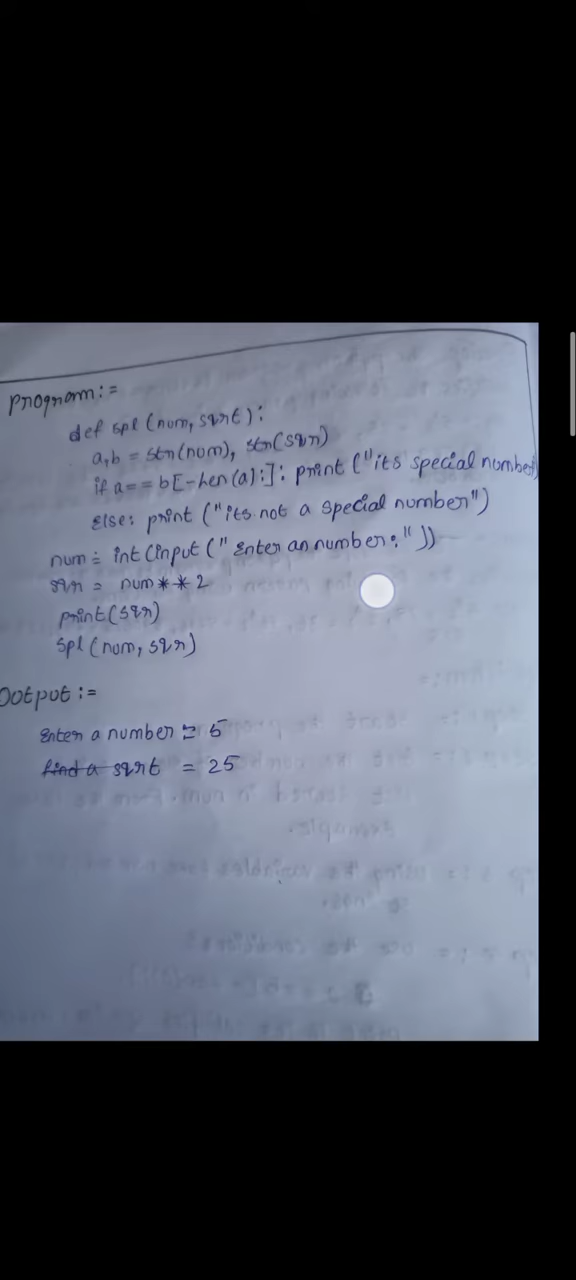 Program:=
def spl (num, sqrt):
a,b = str(num), str(sqr)
if a==b[-len(a):]: print ("its special number")
else: print ("its not a special number")
num = int(input (" Enter an number : " ))
sqr = num**2
print(sqr)
spl (num, sqr)
Output:=
Enter a number = 5
find a sqrt = 25